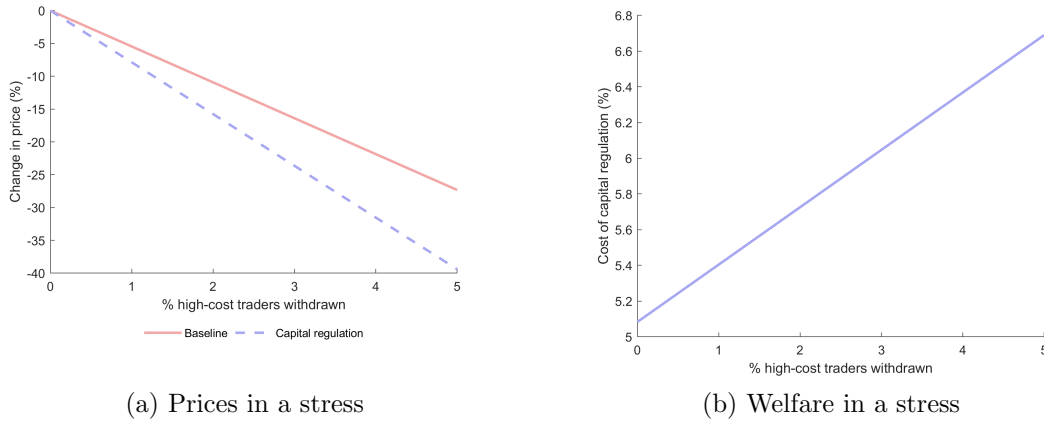 0
-5
-10
-15
-20
-25
-30
-35
-40
Change in price (%)
0 1 2 3 4 5
% high-cost traders withdrawn
Baseline Capital regulation
(a) Prices in a stress
6.8
6.6
6.4
6.2
6
5.8
5.6
5.4
5.2
5
Cost of capital regulation (%)
0 1 2 3 4 5
% high-cost traders withdrawn
(b) Welfare in a stress